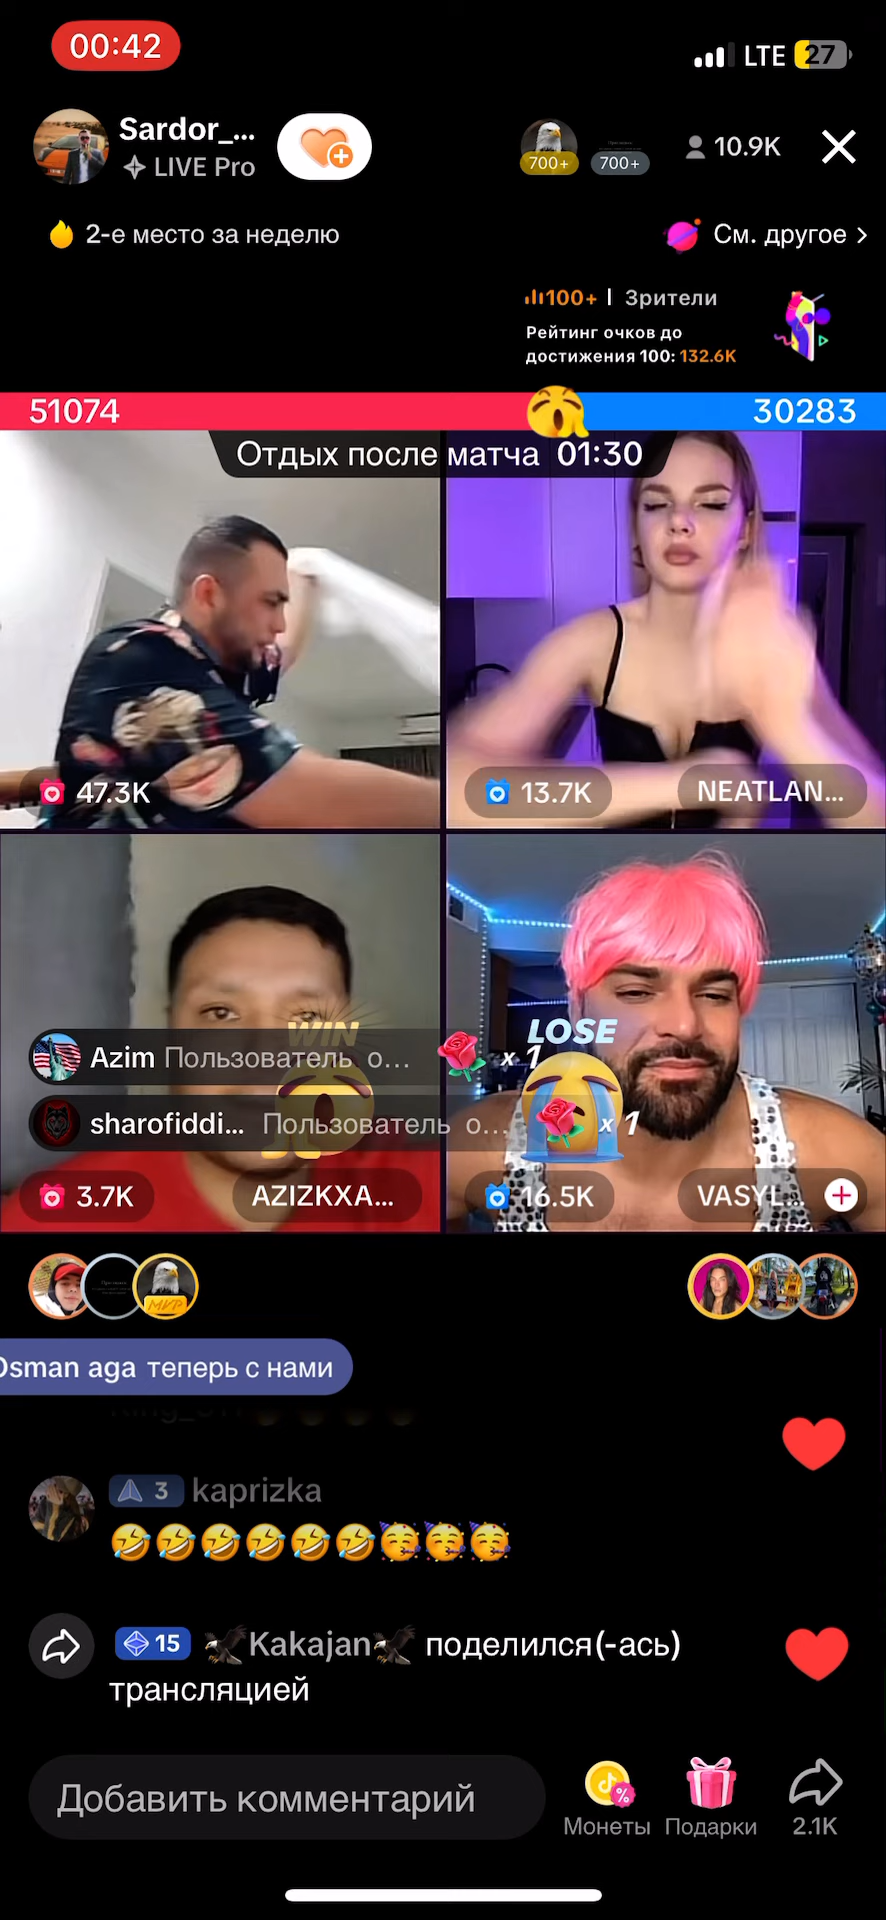 00:42
LTE 27
Sardor_...
LIVE Pro
700+
700+
10.9K
2-е место за неделю
См. другое >
100+ | Зрители
Рейтинг очков до
достижения 100: 132.6K
51074
30283
Отдых после матча 01:30
47.3K
13.7K
NEATLAN...
WIN
LOSE
Azim Пользователь о...
x 1
sharofiddi... Пользователь о...
x 1
3.7K
AZIZKXA...
16.5K
VASYL...
Osman aga теперь с нами
3 kaprizka
15 Kakajan поделился(-ась)
трансляцией
Добавить комментарий
Монеты
Подарки
2.1K